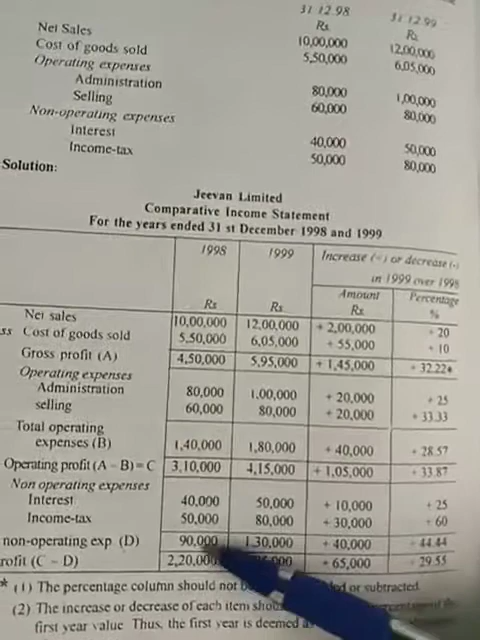 31 12 98 31 12 99
Rs Rs
Net Sales 10,00,000 12,00,000
Cost of goods sold 5,50,000 6,05,000
Operating expenses
Administration 80,000 1,00,000
Selling 60,000 80,000
Non-operating expenses
Interest 40,000 50,000
Income-tax 50,000 80,000
Solution:
Jeevan Limited
Comparative Income Statement
For the years ended 31 st December 1998 and 1999
1998 1999 Increase (+) or decrease (-)
in 1999 over 1998
Amount Percentage
Rs Rs Rs %
Net sales 10,00,000 12,00,000 + 2,00,000 + 20
ss Cost of goods sold 5,50,000 6,05,000 + 55,000 + 10
Gross profit (A) 4,50,000 5,95,000 + 1,45,000 + 32.22*
Operating expenses
Administration 80,000 1,00,000 + 20,000 + 25
selling 60,000 80,000 + 20,000 + 33.33
Total operating
expenses (B) 1,40,000 1,80,000 + 40,000 + 28.57
Operating profit (A - B) = C 3,10,000 4,15,000 + 1,05,000 + 33.87
Non operating expenses
Interest 40,000 50,000 + 10,000 + 25
Income-tax 50,000 80,000 + 30,000 + 60
non-operating exp (D) 90,000 1,30,000 + 40,000 + 44.44
rofit (C - D) 2,20,000 + 65,000 + 29.55
* (1) The percentage column should not or subtracted
(2) The increase or decrease of each item
first year value Thus, the first year is deemed